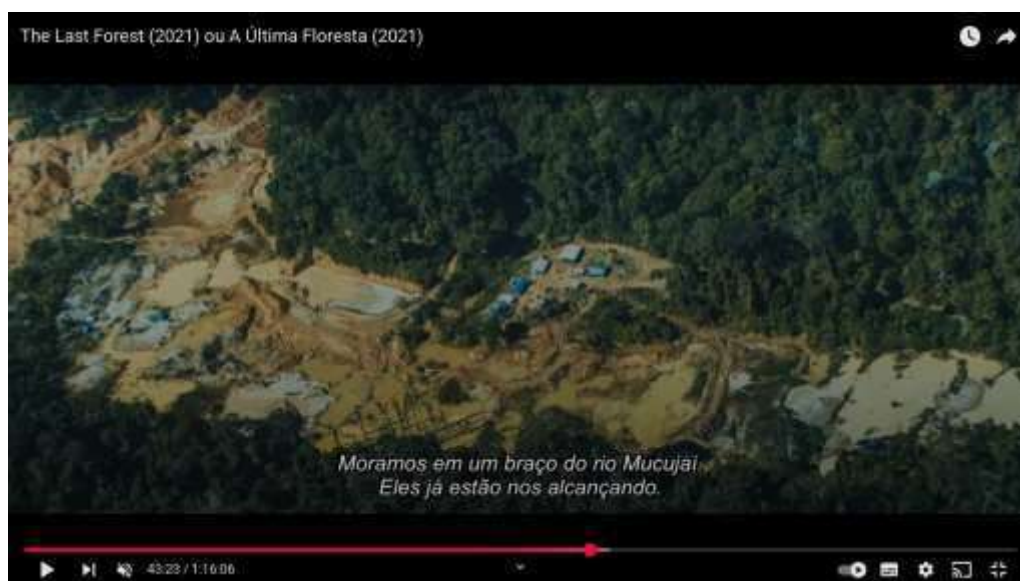 The Last Forest (2021) ou A Última Floresta (2021)
Moramos em um braço do rio Mucujai
Eles já estão nos alcançando.
43:23 / 1:16:06